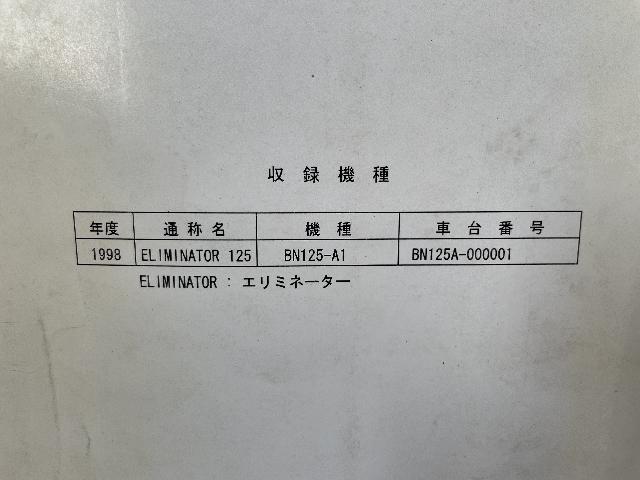 収録機種
年度 通称名 機種 車台番号
1998 ELIMINATOR 125 BN125-A1 BN125A-000001
ELIMINATOR : エリミネーター